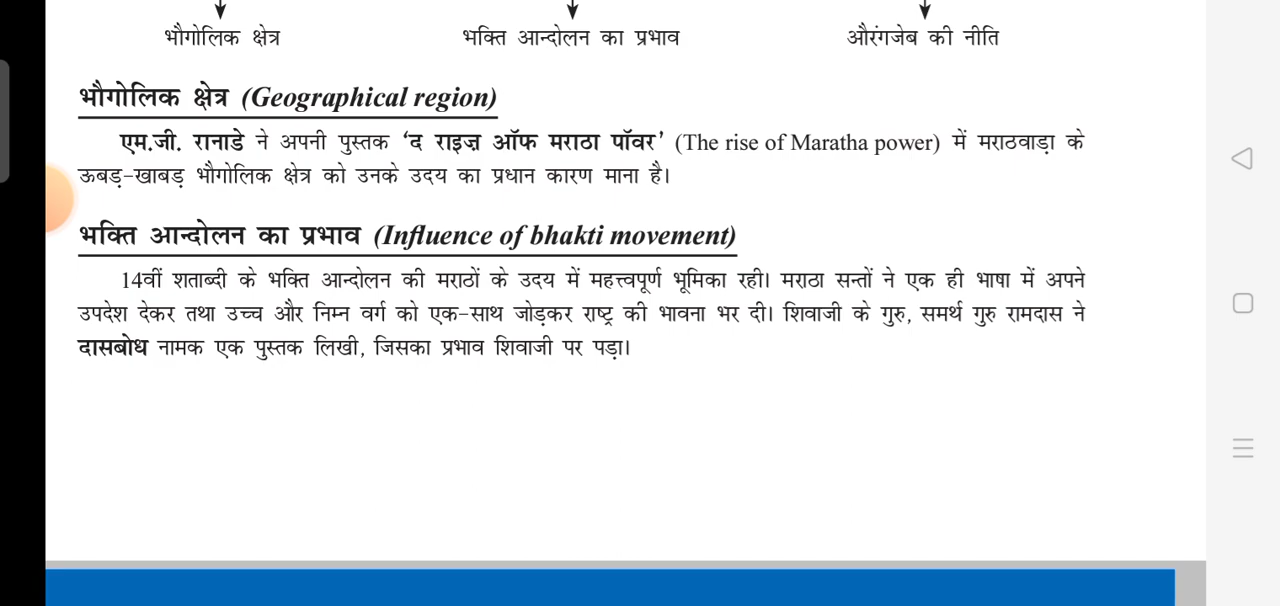 भौगोलिक क्षेत्र भक्ति आन्दोलन का प्रभाव औरंगजेब की नीति
भौगोलिक क्षेत्र (Geographical region)
एम.जी. रानाडे ने अपनी पुस्तक ‘द राइज़ ऑफ मराठा पॉवर’ (The rise of Maratha power) में मराठवाड़ा के
ऊबड़-खाबड़ भौगोलिक क्षेत्र को उनके उदय का प्रधान कारण माना है।
भक्ति आन्दोलन का प्रभाव (Influence of bhakti movement)
14वीं शताब्दी के भक्ति आन्दोलन की मराठों के उदय में महत्त्वपूर्ण भूमिका रही। मराठा सन्तों ने एक ही भाषा में अपने
उपदेश देकर तथा उच्च और निम्न वर्ग को एक-साथ जोड़कर राष्ट्र की भावना भर दी। शिवाजी के गुरु, समर्थ गुरु रामदास ने
दासबोध नामक एक पुस्तक लिखी, जिसका प्रभाव शिवाजी पर पड़ा।